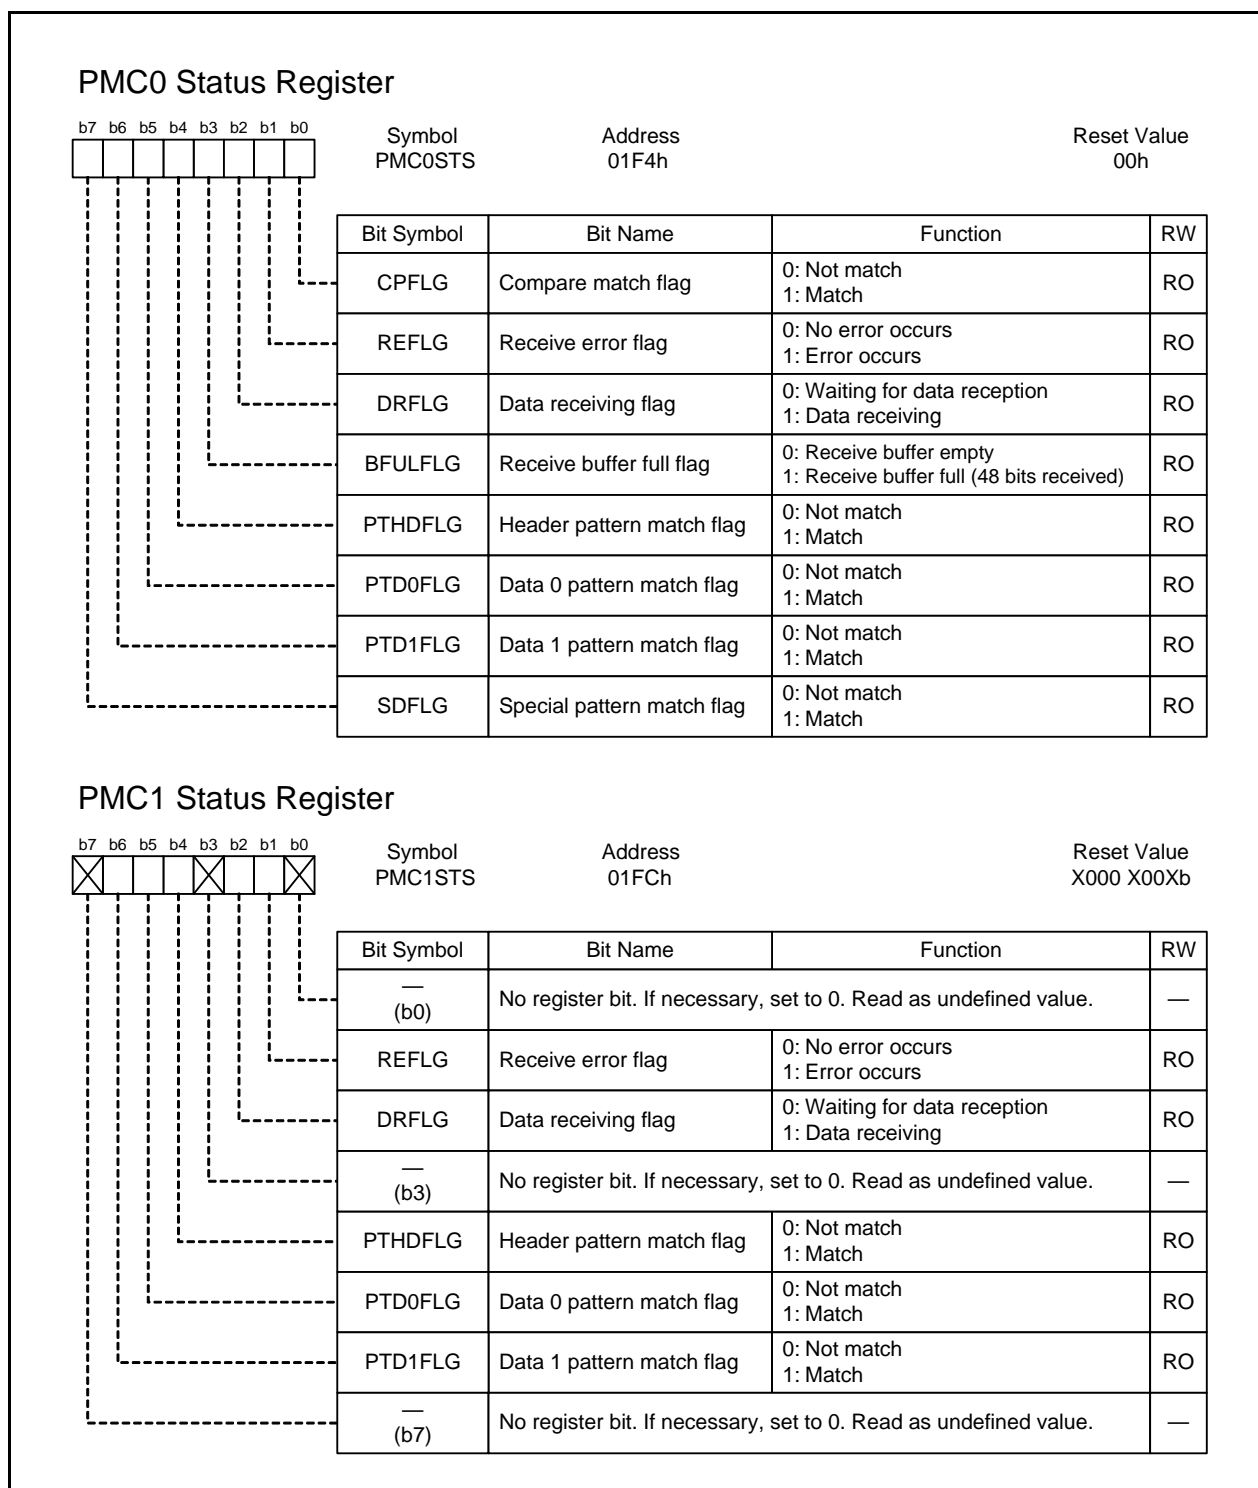 PMC0 Status Register
b7 b6 b5 b4 b3 b2 b1 b0
Symbol Address Reset Value
PMC0STS 01F4h 00h
Bit Symbol Bit Name Function RW
CPFLG Compare match flag 0: Not match
1: Match RO
REFLG Receive error flag 0: No error occurs
1: Error occurs RO
DRFLG Data receiving flag 0: Waiting for data reception
1: Data receiving RO
BFULFLG Receive buffer full flag 0: Receive buffer empty
1: Receive buffer full (48 bits received) RO
PTHDFLG Header pattern match flag 0: Not match
1: Match RO
PTD0FLG Data 0 pattern match flag 0: Not match
1: Match RO
PTD1FLG Data 1 pattern match flag 0: Not match
1: Match RO
SDFLG Special pattern match flag 0: Not match
1: Match RO
PMC1 Status Register
b7 b6 b5 b4 b3 b2 b1 b0
Symbol Address Reset Value
PMC1STS 01FCh X000 X00Xb
Bit Symbol Bit Name Function RW
—
(b0) No register bit. If necessary, set to 0. Read as undefined value. —
REFLG Receive error flag 0: No error occurs
1: Error occurs RO
DRFLG Data receiving flag 0: Waiting for data reception
1: Data receiving RO
—
(b3) No register bit. If necessary, set to 0. Read as undefined value. —
PTHDFLG Header pattern match flag 0: Not match
1: Match RO
PTD0FLG Data 0 pattern match flag 0: Not match
1: Match RO
PTD1FLG Data 1 pattern match flag 0: Not match
1: Match RO
—
(b7) No register bit. If necessary, set to 0. Read as undefined value. —